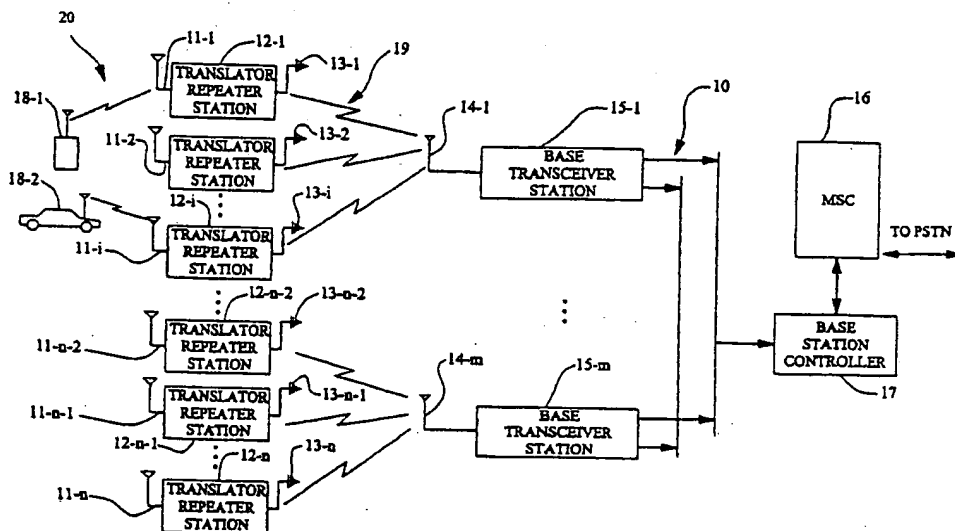 20
11-1
12-1
13-1
19
TRANSLATOR
REPEATER
STATION
18-1
14-1
15-1
10
16
11-2
13-2
TRANSLATOR
REPEATER
STATION
BASE
TRANSCEIVER
STATION
MSC
18-2
12-i
13-i
TO PSTN
11-i
TRANSLATOR
REPEATER
STATION
12-n-2
13-n-2
11-n-2
TRANSLATOR
REPEATER
STATION
14-m
15-m
BASE
STATION
CONTROLLER
17
11-n-1
13-n-1
TRANSLATOR
REPEATER
STATION
BASE
TRANSCEIVER
STATION
12-n-1
12-n
13-n
11-n
TRANSLATOR
REPEATER
STATION